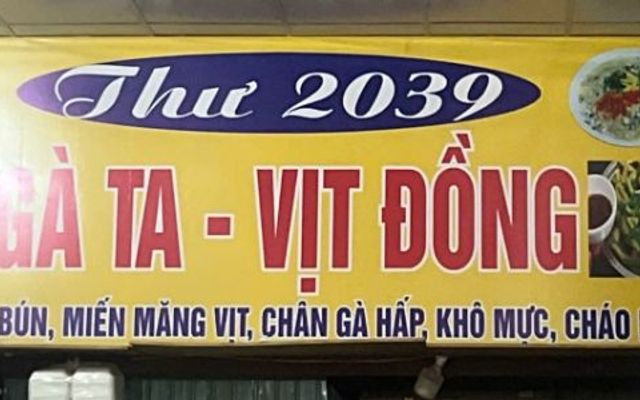 Thư 2039
GÀ TA - VỊT ĐỒNG
BÚN, MIẾN MĂNG VỊT, CHÂN GÀ HẤP, KHÔ MỰC, CHÁO